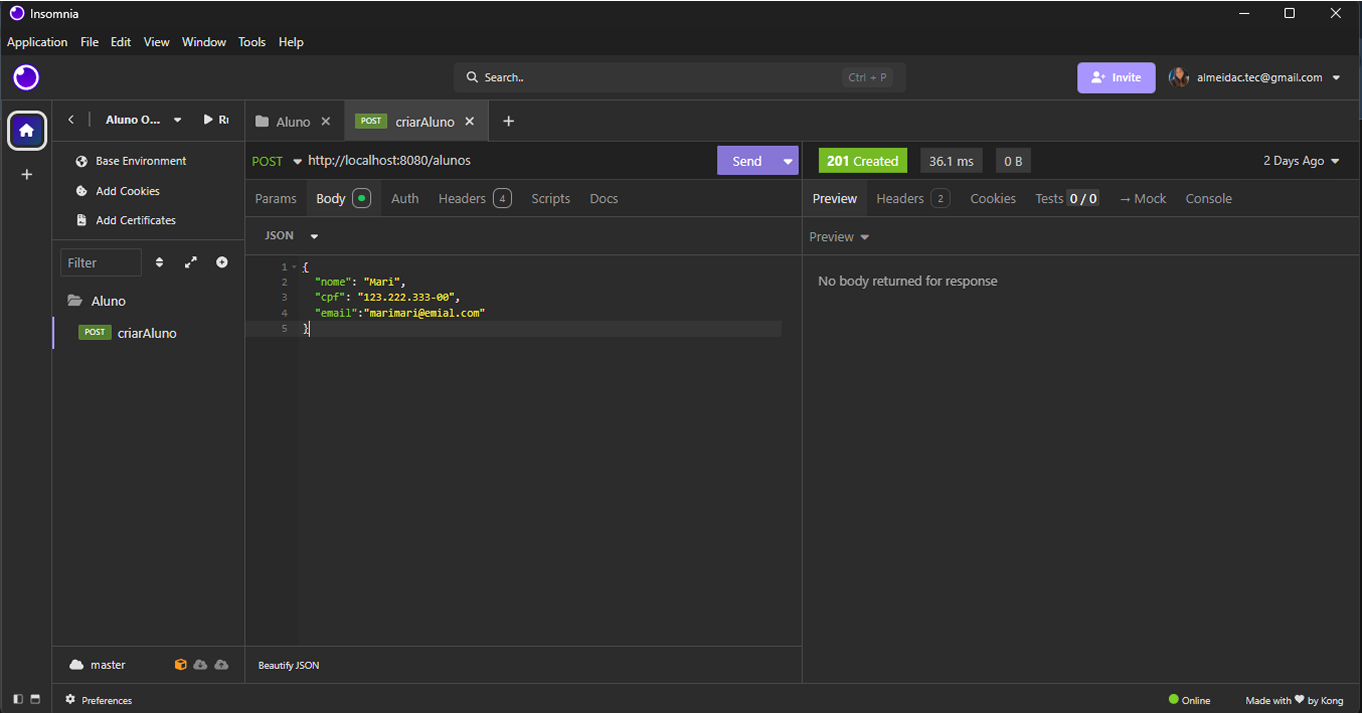 Insomnia
Application File Edit View Window Tools Help
Search.. Ctrl + P Invite almeidac.tec@gmail.com
Aluno O... Ru Aluno POST criarAluno
Base Environment
Add Cookies
Add Certificates
Filter
Aluno
POST criarAluno
POST http://localhost:8080/alunos Send
Params Body Auth Headers 4 Scripts Docs
JSON
1 {
2 "nome": "Mari",
3 "cpf": "123.222.333-00",
4 "email":"marimari@emial.com"
5 }
201 Created 36.1 ms 0 B 2 Days Ago
Preview Headers 2 Cookies Tests 0 / 0 → Mock Console
Preview
No body returned for response
master Beautify JSON
Preferences Online Made with ❤ by Kong